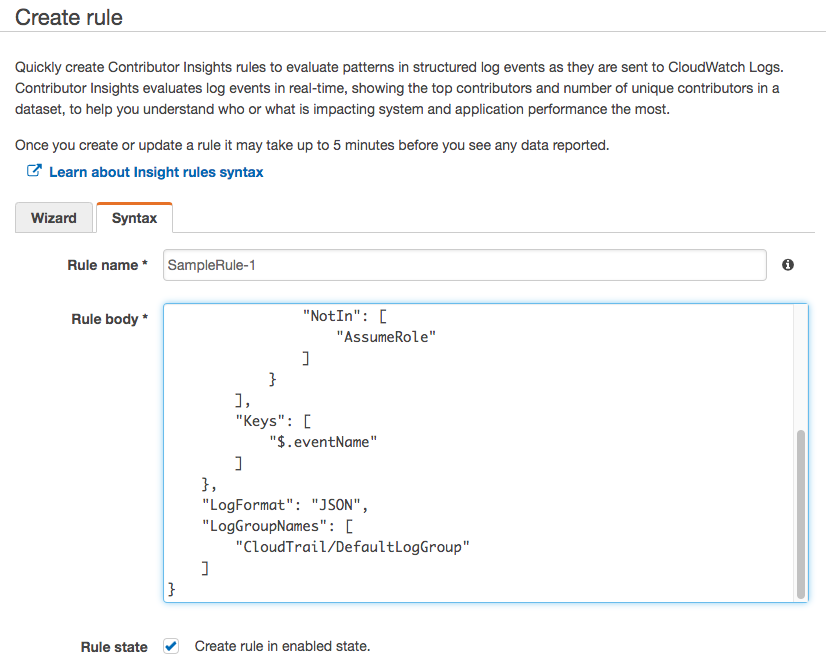 Create rule
Quickly create Contributor Insights rules to evaluate patterns in structured log events as they are sent to CloudWatch Logs.
Contributor Insights evaluates log events in real-time, showing the top contributors and number of unique contributors in a
dataset, to help you understand who or what is impacting system and application performance the most.
Once you create or update a rule it may take up to 5 minutes before you see any data reported.
Learn about Insight rules syntax
Wizard Syntax
Rule name * SampleRule-1
Rule body *
"NotIn": [
"AssumeRole"
]
}
],
"Keys": [
"$.eventName"
]
},
"LogFormat": "JSON",
"LogGroupNames": [
"CloudTrail/DefaultLogGroup"
]
}
Rule state Create rule in enabled state.